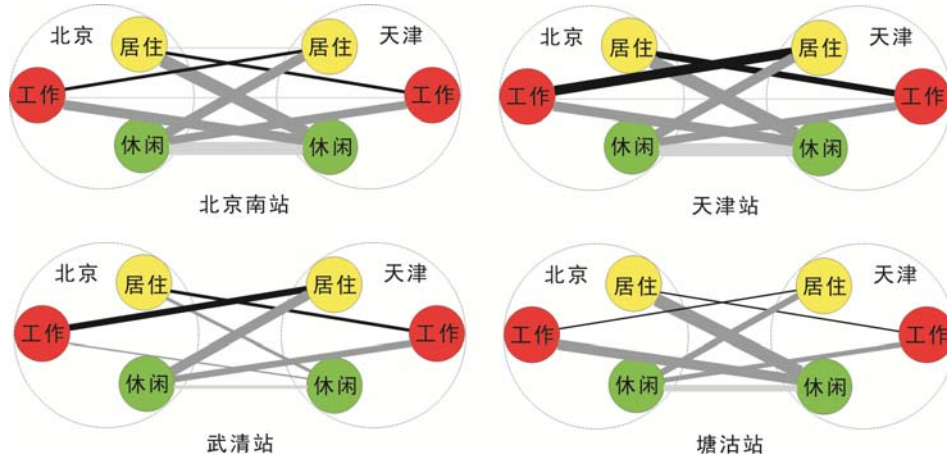 北京 居住 居住 天津
工作 工作
休闲 休闲
北京南站
北京 居住 居住 天津
工作 工作
休闲 休闲
天津站
北京 居住 居住 天津
工作 工作
休闲 休闲
武清站
北京 居住 居住 天津
工作 工作
休闲 休闲
塘沽站